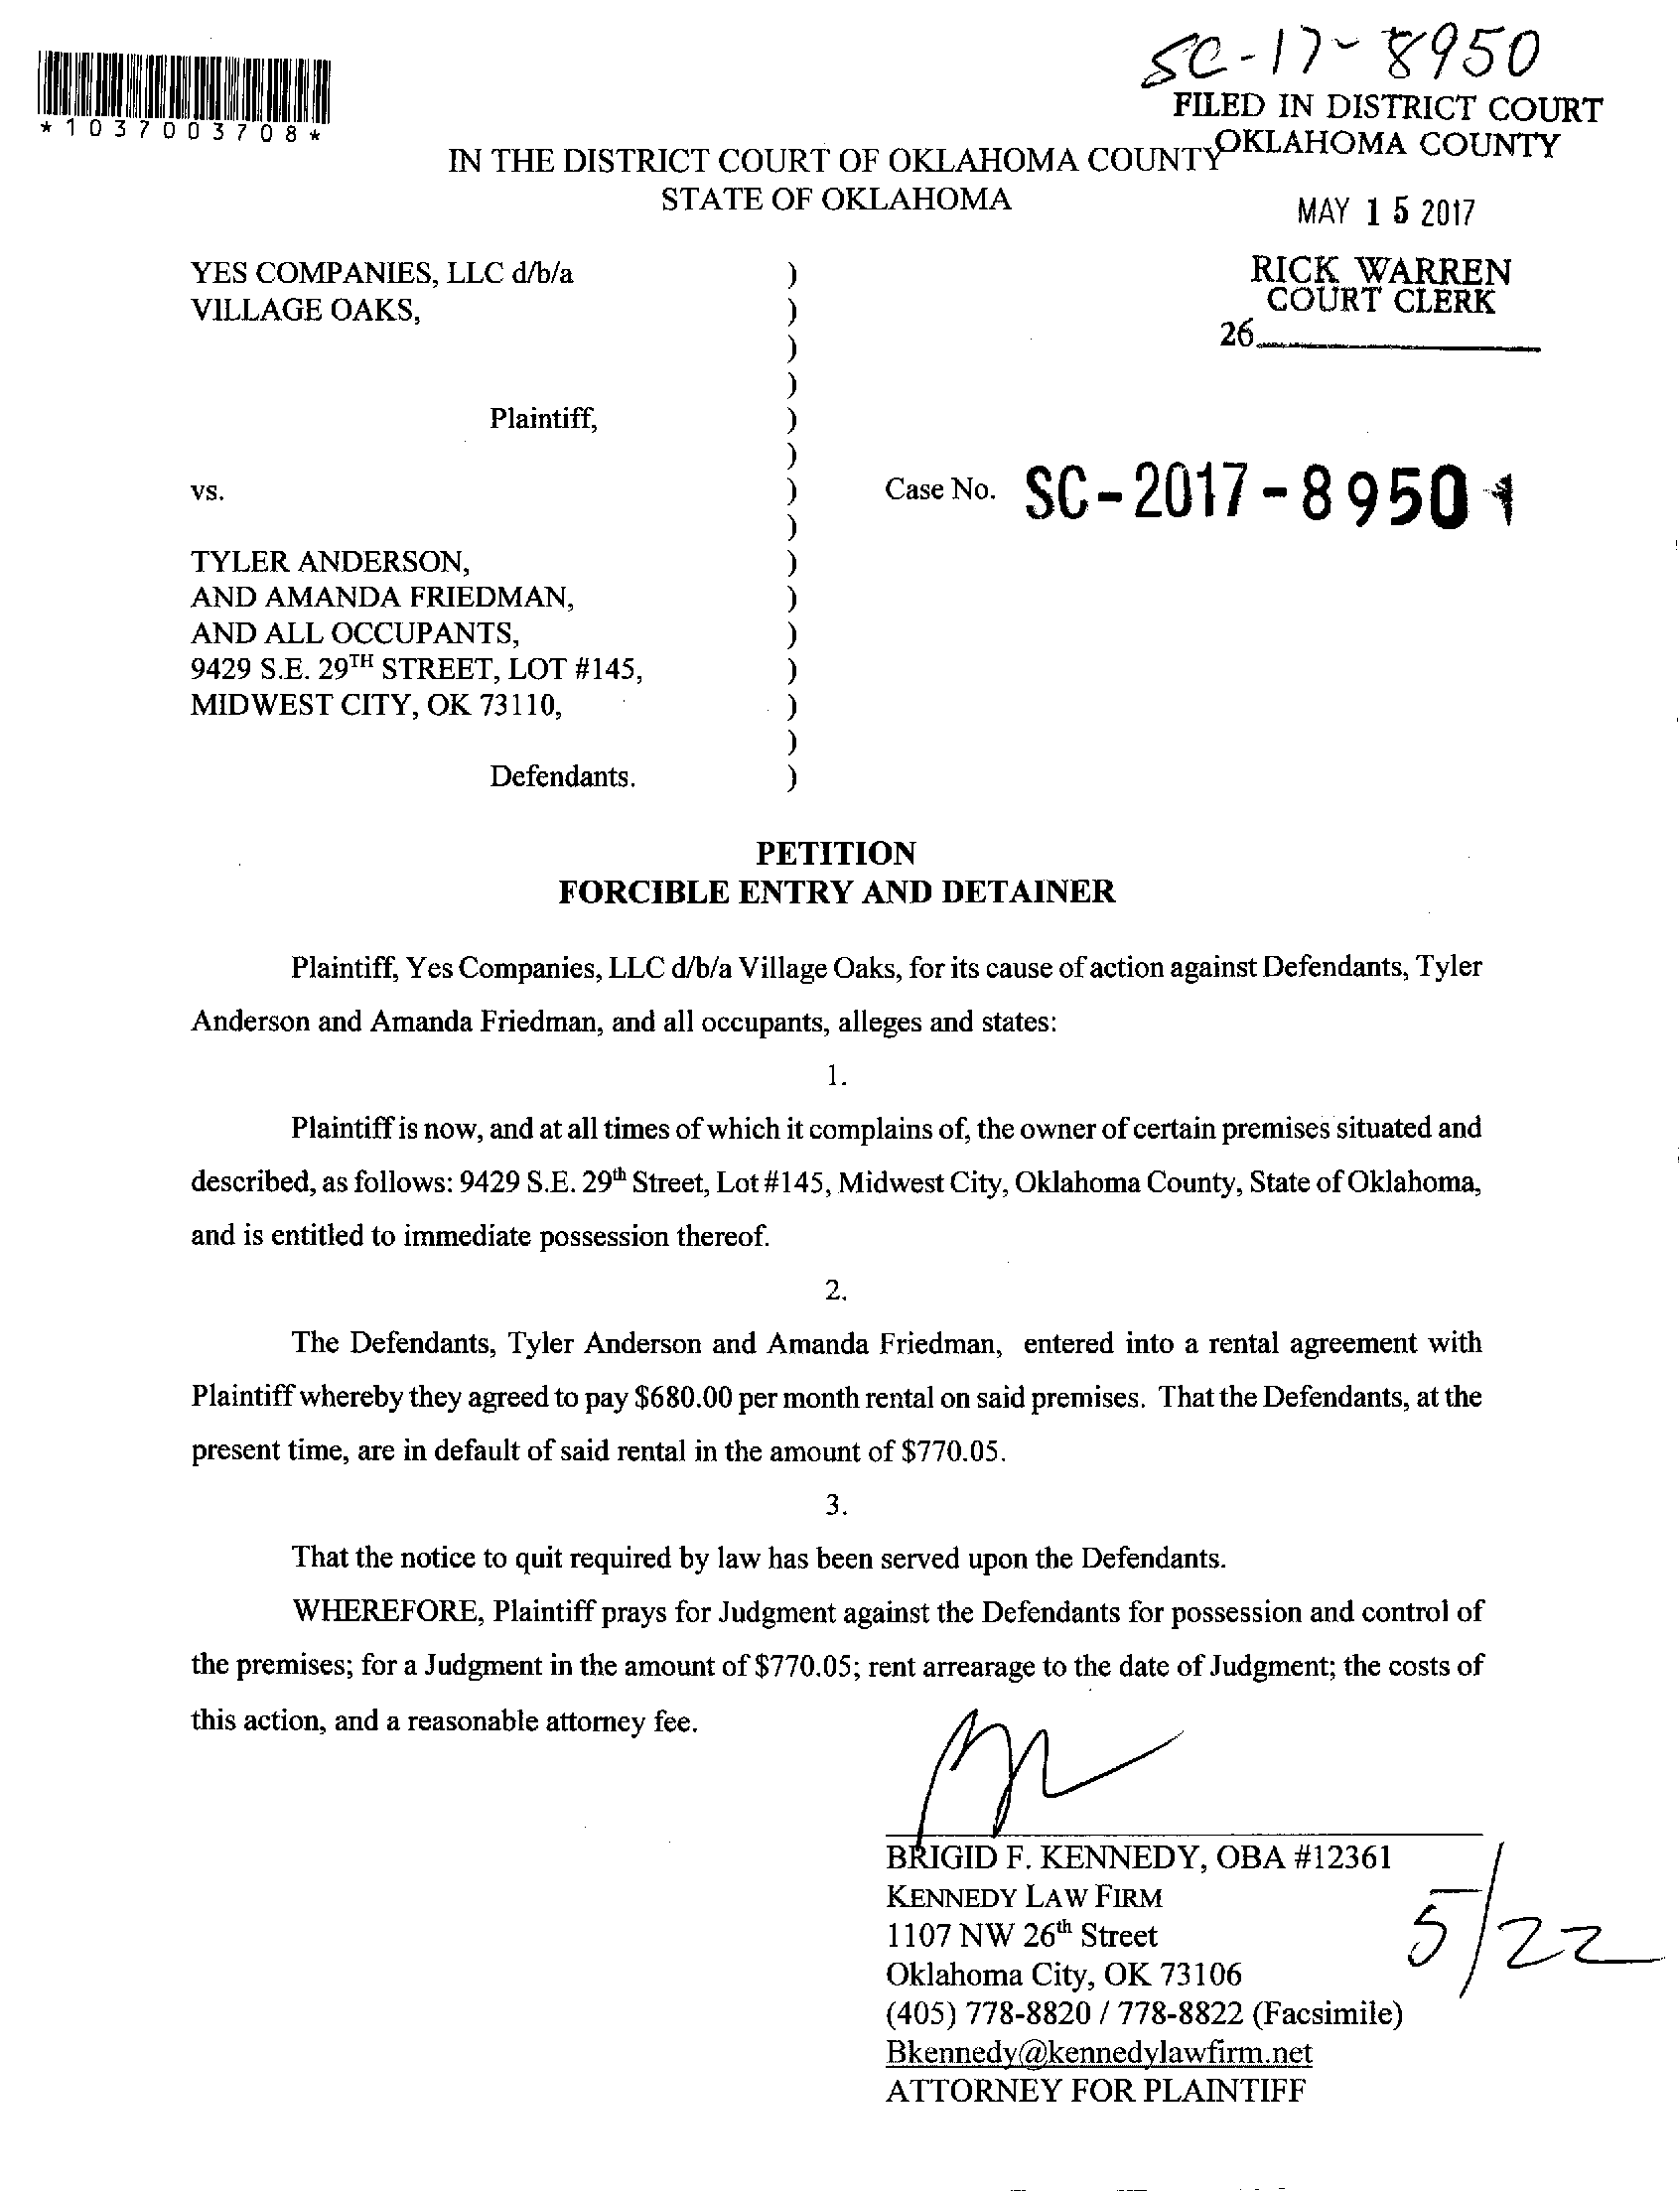 SC-17-8950
*1037003708*
FILED IN DISTRICT COURT
OKLAHOMA COUNTY
IN THE DISTRICT COURT OF OKLAHOMA COUNTY
STATE OF OKLAHOMA
MAY 15 2017
RICK WARREN
COURT CLERK
26
YES COMPANIES, LLC d/b/a )
VILLAGE OAKS, )
)
)
Plaintiff, )
)
vs. ) Case No. SC-2017-8950
)
TYLER ANDERSON, )
AND AMANDA FRIEDMAN, )
AND ALL OCCUPANTS, )
9429 S.E. 29TH STREET, LOT #145, )
MIDWEST CITY, OK 73110, )
)
Defendants. )
PETITION
FORCIBLE ENTRY AND DETAINER
Plaintiff, Yes Companies, LLC d/b/a Village Oaks, for its cause of action against Defendants, Tyler
Anderson and Amanda Friedman, and all occupants, alleges and states:
1.
Plaintiff is now, and at all times of which it complains of, the owner of certain premises situated and
described, as follows: 9429 S.E. 29th Street, Lot #145, Midwest City, Oklahoma County, State of Oklahoma,
and is entitled to immediate possession thereof.
2.
The Defendants, Tyler Anderson and Amanda Friedman, entered into a rental agreement with
Plaintiff whereby they agreed to pay $680.00 per month rental on said premises. That the Defendants, at the
present time, are in default of said rental in the amount of $770.05.
3.
That the notice to quit required by law has been served upon the Defendants.
WHEREFORE, Plaintiff prays for Judgment against the Defendants for possession and control of
the premises; for a Judgment in the amount of $770.05; rent arrearage to the date of Judgment; the costs of
this action, and a reasonable attorney fee.
BRIGID F. KENNEDY, OBA #12361
KENNEDY LAW FIRM
1107 NW 26th Street
Oklahoma City, OK 73106
(405) 778-8820 / 778-8822 (Facsimile)
Bkennedy@kennedylawfirm.net
ATTORNEY FOR PLAINTIFF
5/22